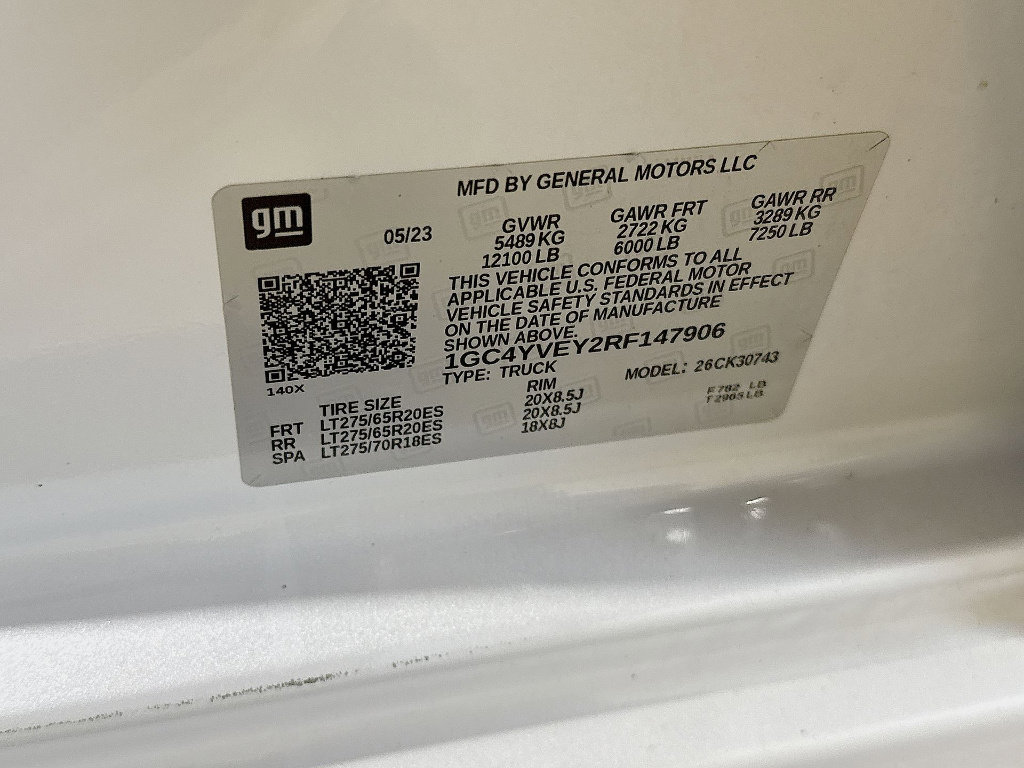 gm
MFD BY GENERAL MOTORS LLC
05/23
GVWR
5489 KG
12100 LB
GAWR FRT
2722 KG
6000 LB
GAWR RR
3289 KG
7250 LB
THIS VEHICLE CONFORMS TO ALL
APPLICABLE U.S. FEDERAL MOTOR
VEHICLE SAFETY STANDARDS IN EFFECT
ON THE DATE OF MANUFACTURE
SHOWN ABOVE.
1GC4YVEY2RF147906
TYPE: TRUCK
MODEL: 26CK30743
140X
TIRE SIZE
RIM
FRT LT275/65R20ES 20X8.5J
RR LT275/65R20ES 20X8.5J
SPA LT275/70R18ES 18X8J
F 782 LB
F 2965 LB